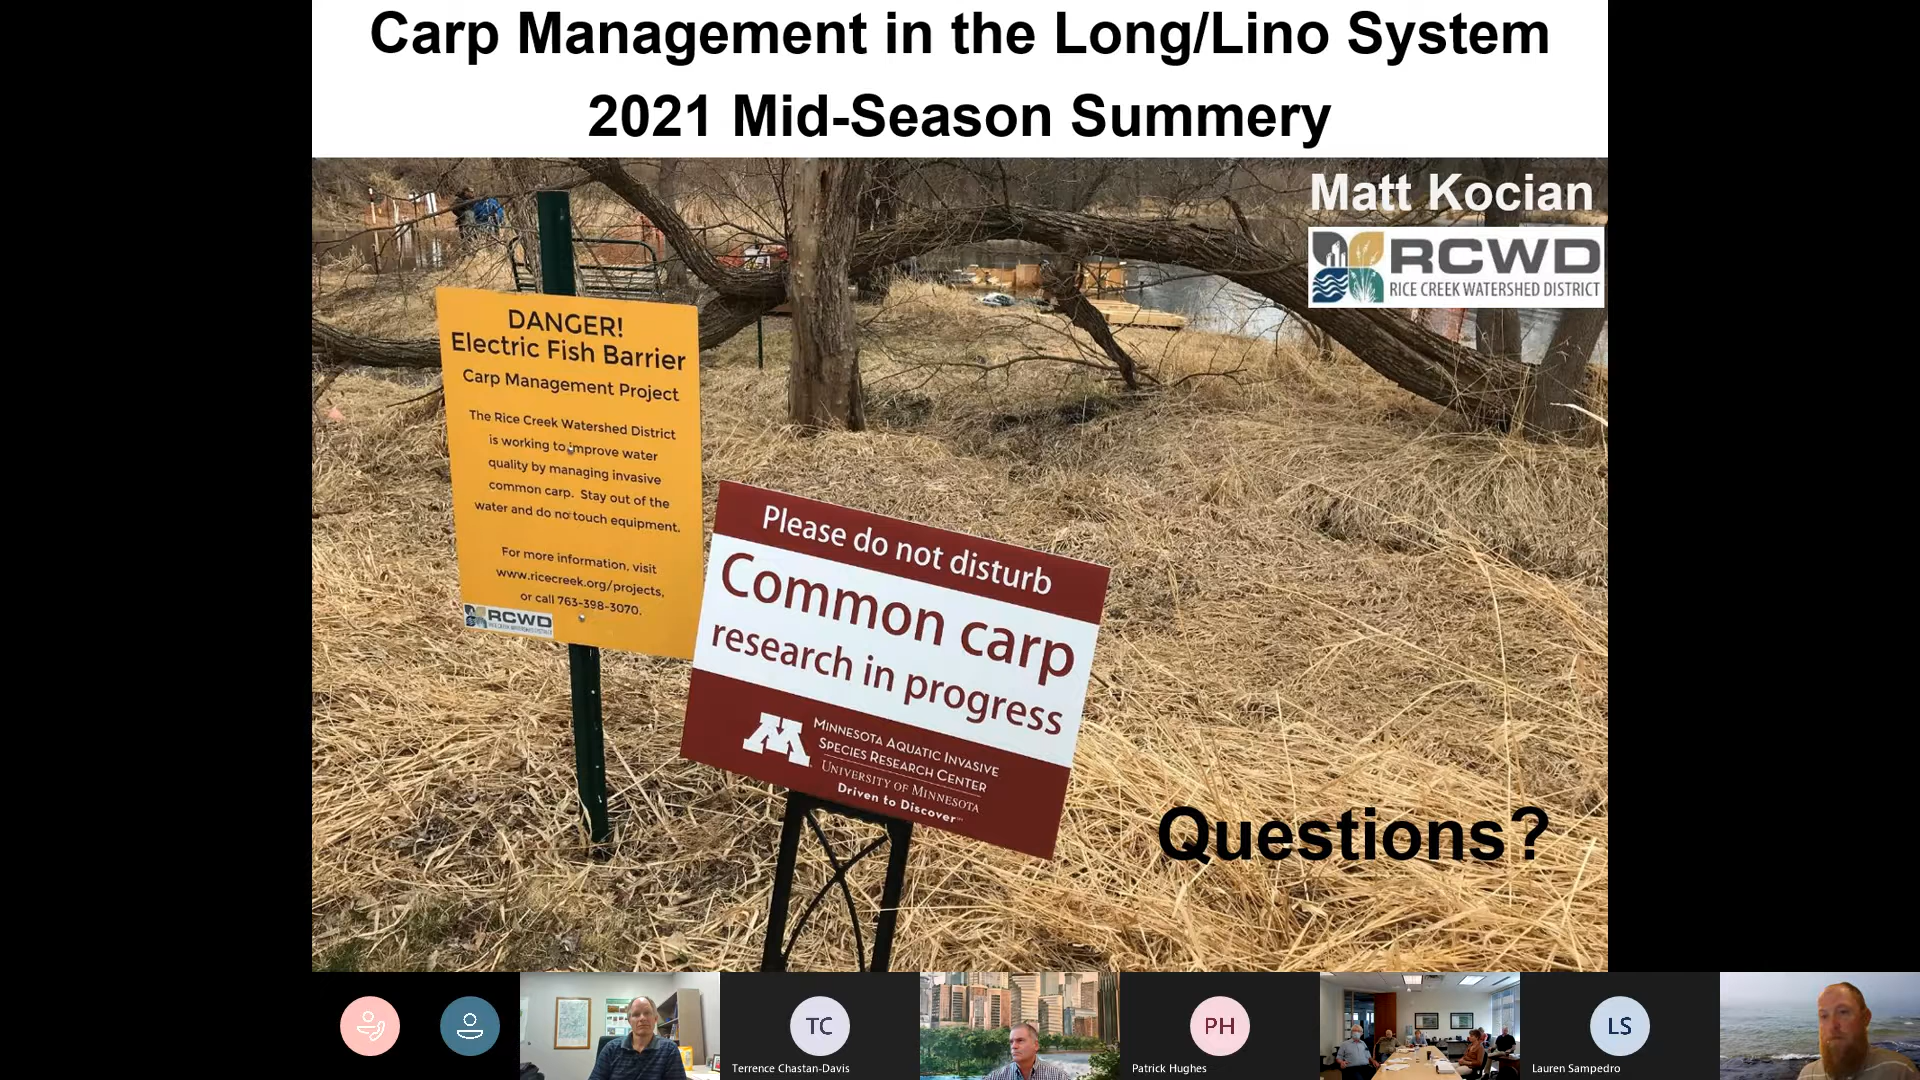 Carp Management in the Long/Lino System
2021 Mid-Season Summery
Matt Kocian
RCWD
RICE CREEK WATERSHED DISTRICT
DANGER!
Electric Fish Barrier
Carp Management Project
The Rice Creek Watershed District
is working to improve water
quality by managing invasive
common carp. Stay out of the
water and do not touch equipment.
For more information, visit
www.ricecreek.org/projects,
or call 763-398-3070.
RCWD
RICE CREEK WATERSHED DISTRICT
Please do not disturb
Common carp
research in progress
M
MINNESOTA AQUATIC INVASIVE
SPECIES RESEARCH CENTER
UNIVERSITY OF MINNESOTA
Driven to Discover
Questions?
TC
Terrence Chastan-Davis
PH
Patrick Hughes
LS
Lauren Sampedro